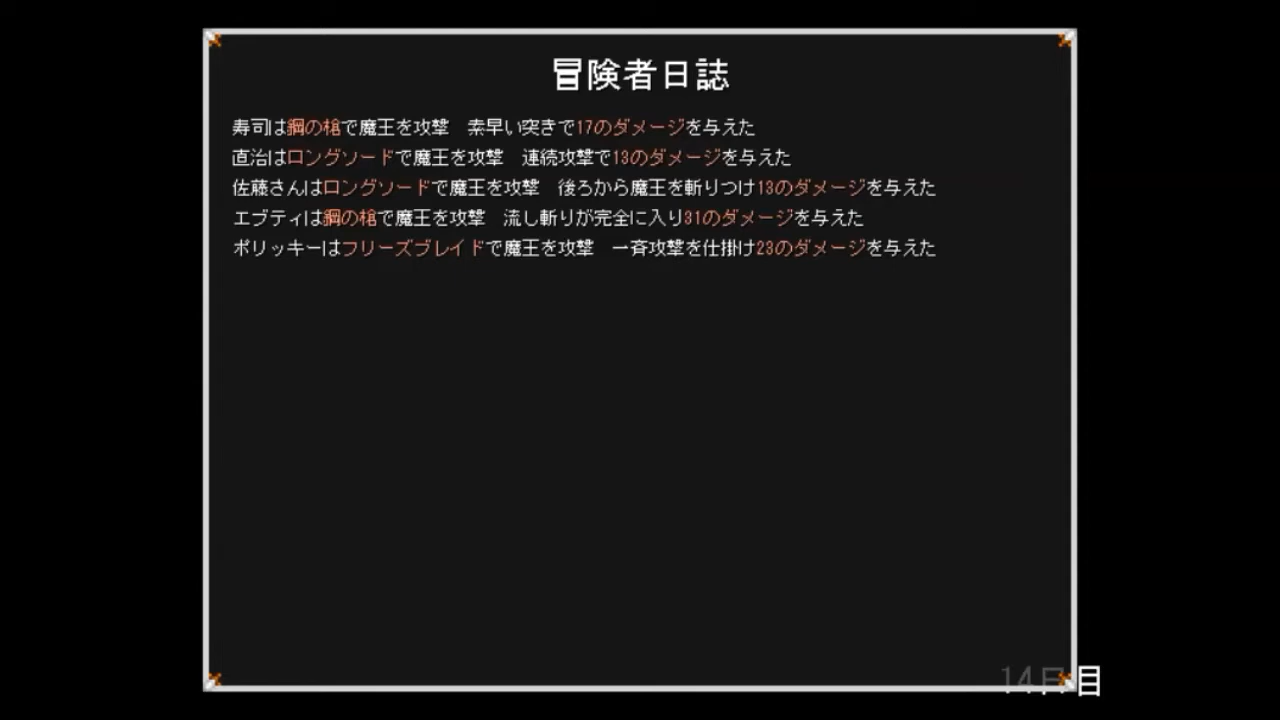 冒険者日誌
寿司は鋼の槍で魔王を攻撃　素早い突きで17のダメージを与えた
直治はロングソードで魔王を攻撃　連続攻撃で13のダメージを与えた
佐藤さんはロングソードで魔王を攻撃　後ろから魔王を斬りつけ13のダメージを与えた
エブティは鋼の槍で魔王を攻撃　流し斬りが完全に入り31のダメージを与えた
ポリッキーはフリーズブレイドで魔王を攻撃　一斉攻撃を仕掛け23のダメージを与えた
14日目